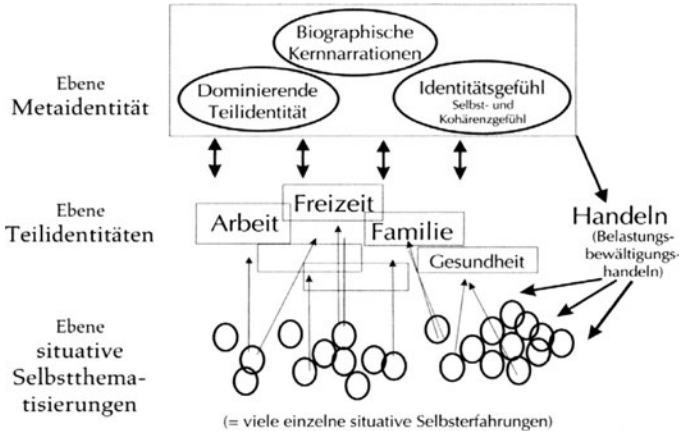 Biographische
Kernnarrationen
Ebene
Metaidentität
Dominierende
Teilidentität
Identitätsgefühl
Selbst- und
Kohärenzgefühl
Ebene
Teilidentitäten
Arbeit
Freizeit
Familie
Gesundheit
Handeln
(Belastungs-
bewältigungs-
handeln)
Ebene
situative
Selbstthema-
tisierungen
(= viele einzelne situative Selbsterfahrungen)